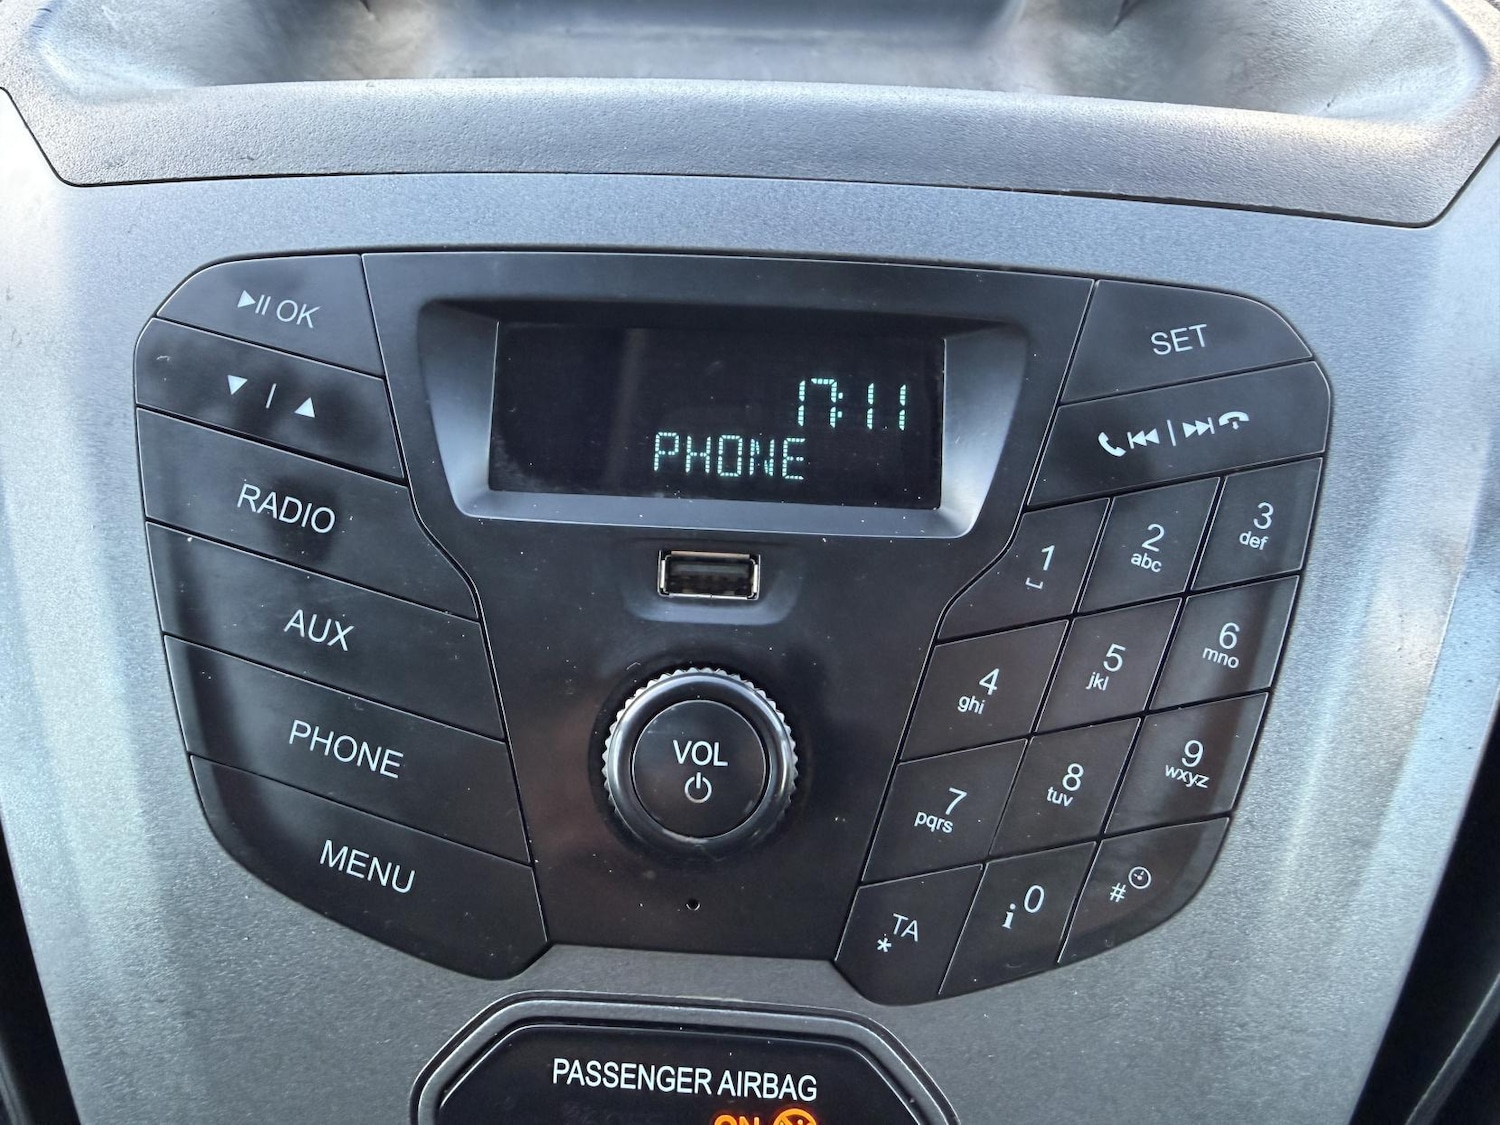 OK
SET
17:11
PHONE
RADIO
AUX
PHONE
MENU
VOL
1
2
abc
3
def
4
ghi
5
jkl
6
mno
7
pqrs
8
tuv
9
wxyz
* TA
i 0
#
PASSENGER AIRBAG
ON